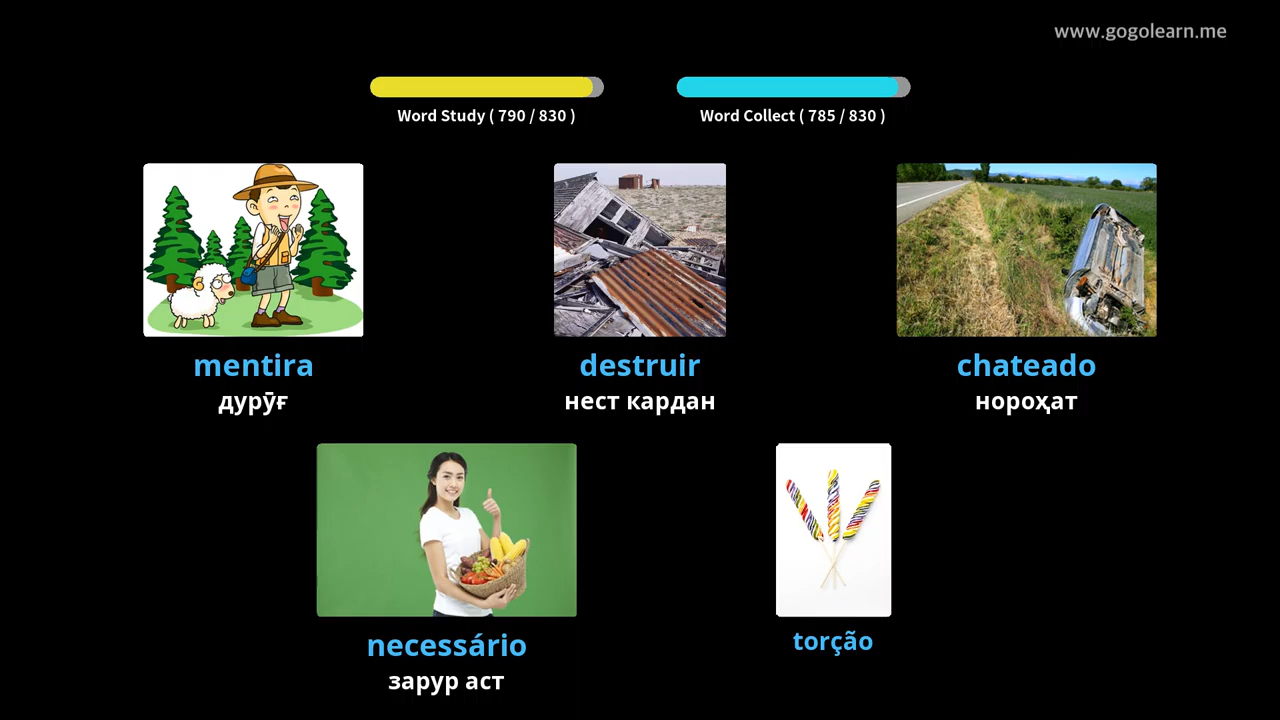 www.gogolearn.me
Word Study ( 790 / 830 )
Word Collect ( 785 / 830 )
mentira
дурӯғ
destruir
нест кардан
chateado
нороҳат
necessário
зарур аст
torção